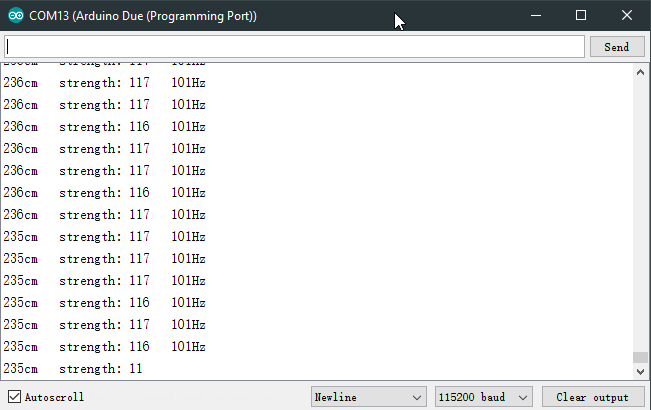 COM13 (Arduino Due (Programming Port))
Send
236cm strength: 117 101Hz
236cm strength: 117 101Hz
236cm strength: 116 101Hz
236cm strength: 117 101Hz
236cm strength: 117 101Hz
236cm strength: 116 101Hz
236cm strength: 117 101Hz
235cm strength: 117 101Hz
235cm strength: 117 101Hz
235cm strength: 117 101Hz
235cm strength: 116 101Hz
235cm strength: 117 101Hz
235cm strength: 116 101Hz
235cm strength: 11
Autoscroll
Newline
115200 baud
Clear output